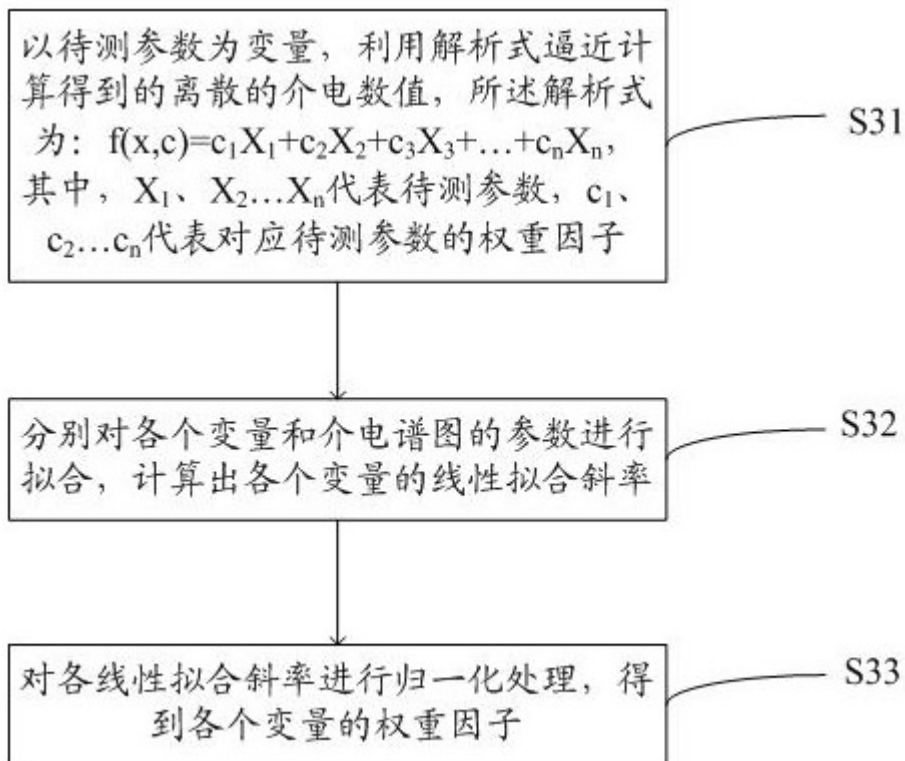 以待测参数为变量，利用解析式逼近计
算得到的离散的介电数值，所述解析式
为：f(x,c)=c₁X₁+c₂X₂+c₃X₃+…+cₙXₙ，
其中，X₁、X₂…Xₙ代表待测参数，c₁、
c₂…cₙ代表对应待测参数的权重因子
S31
分别对各个变量和介电谱图的参数进行
拟合，计算出各个变量的线性拟合斜率
S32
对各线性拟合斜率进行归一化处理，得
到各个变量的权重因子
S33